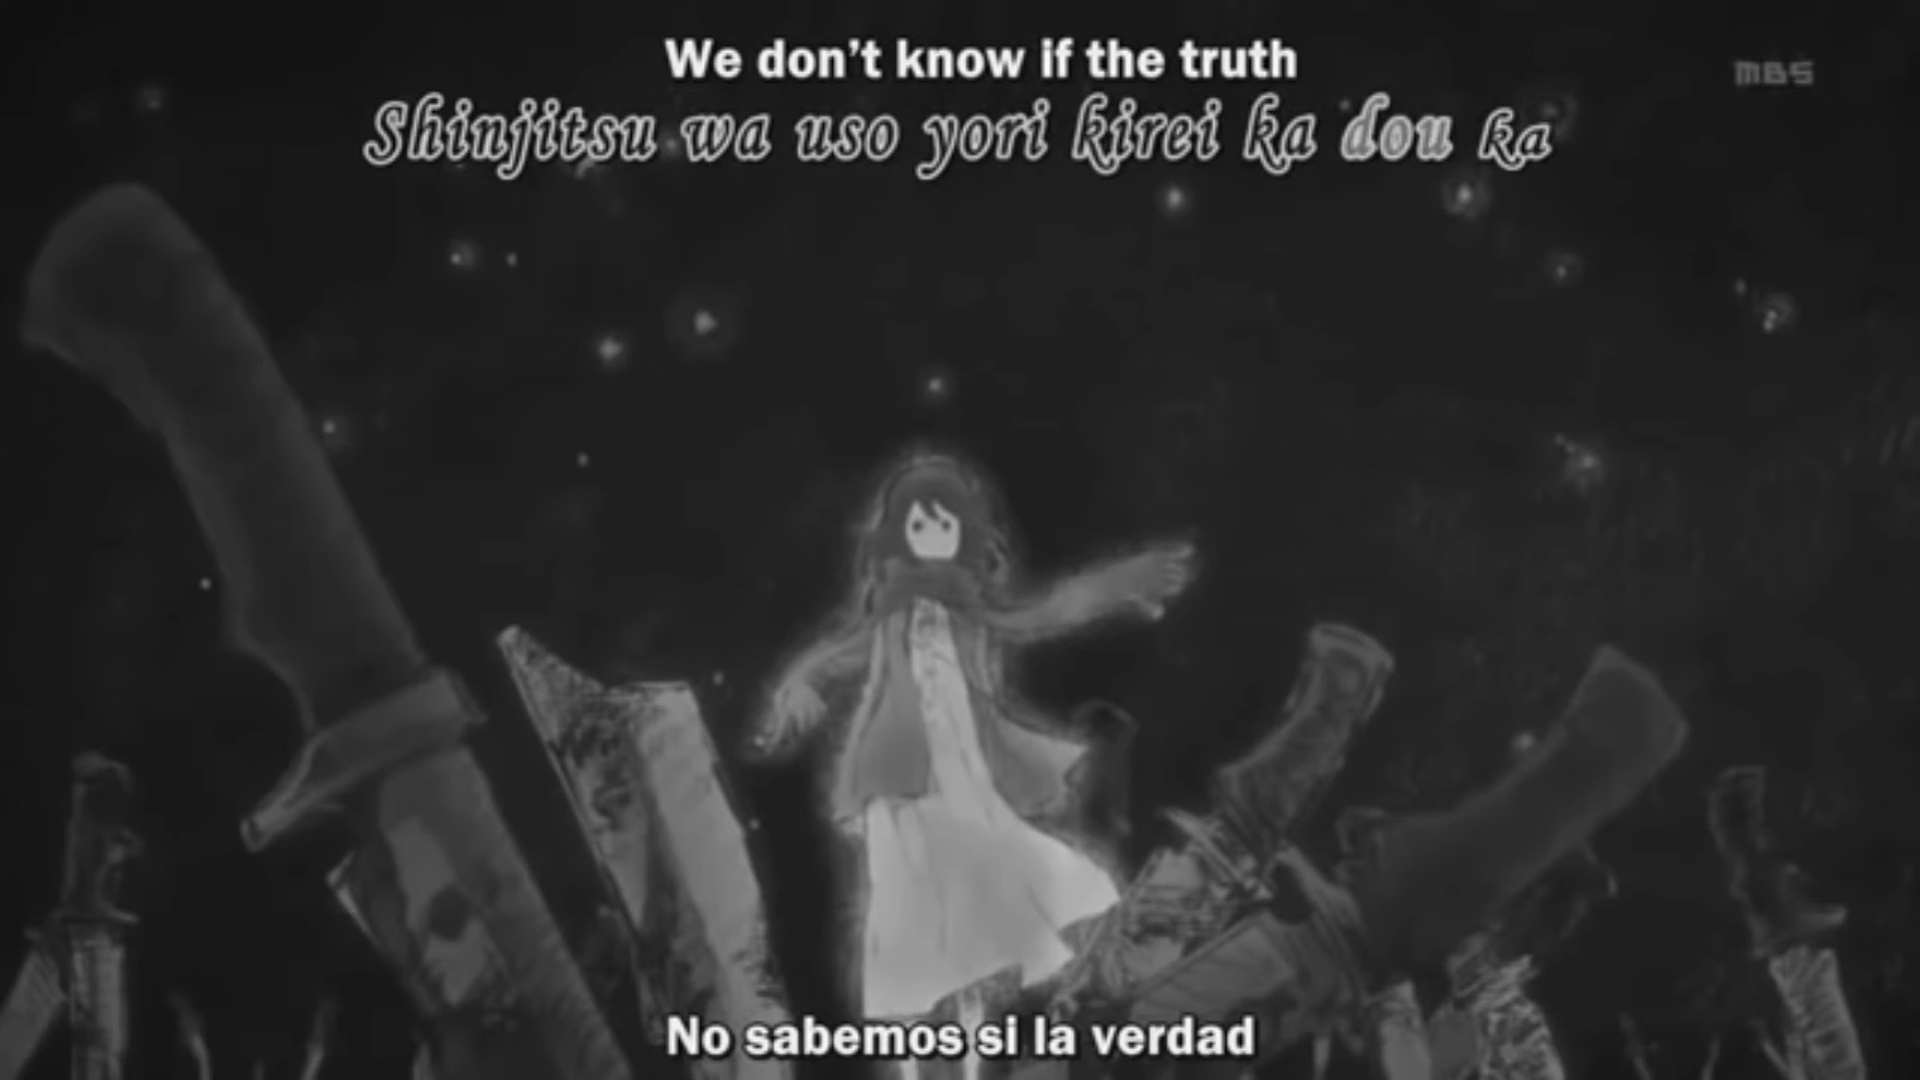 We don’t know if the truth
MBS
Shinjitsu wa uso yori kirei ka dou ka
No sabemos si la verdad